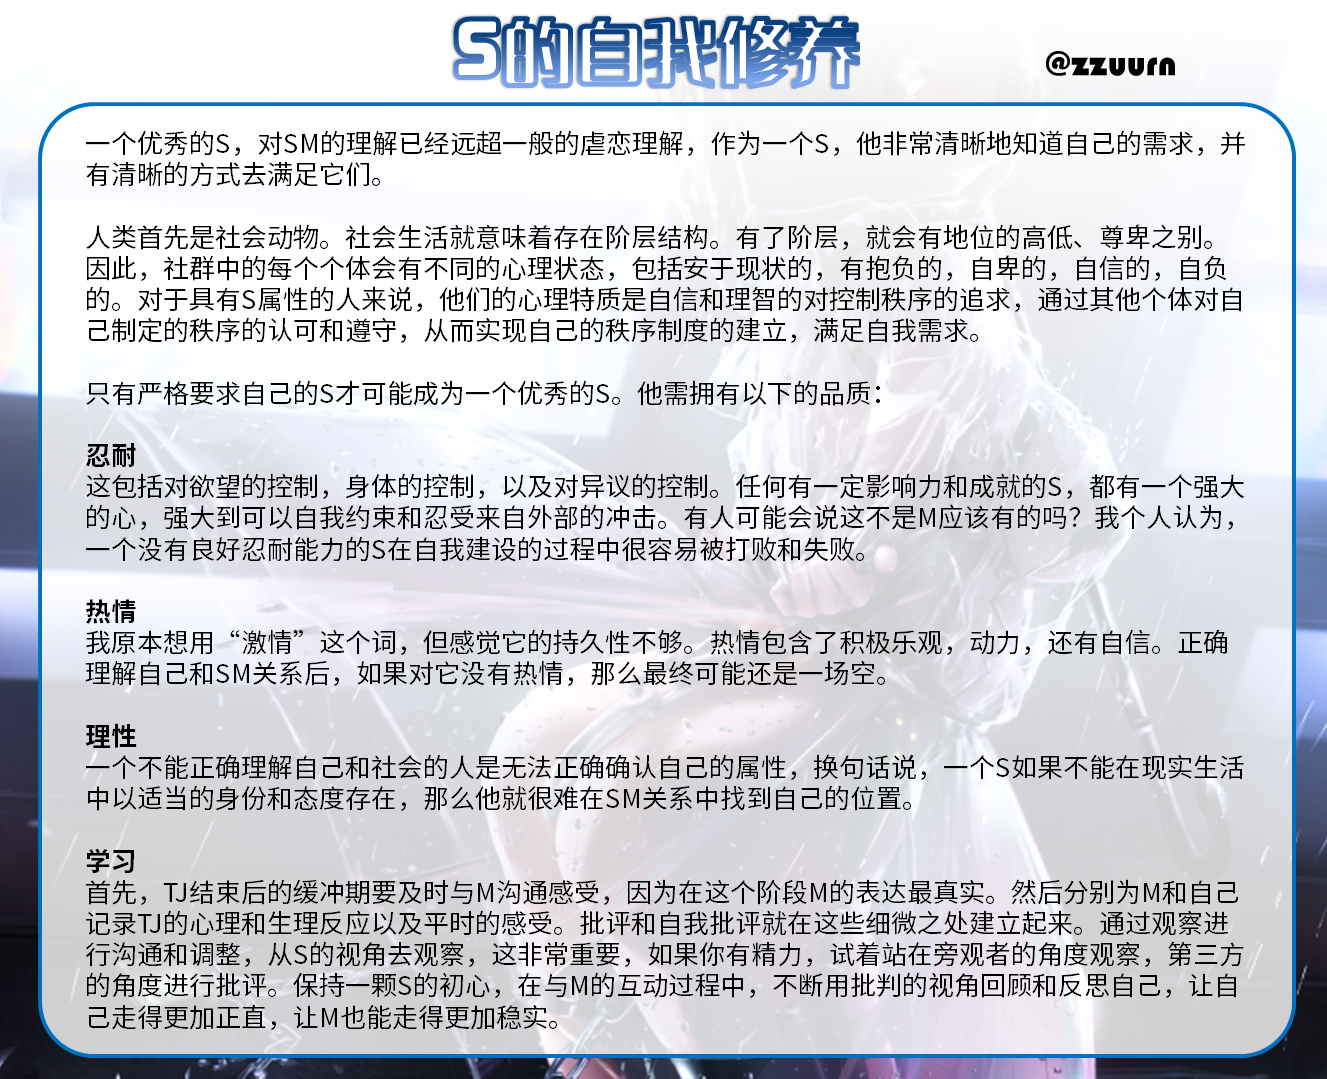 S的自我修养
@zzuurn
一个优秀的S，对SM的理解已经远超一般的虐恋理解，作为一个S，他非常清晰地知道自己的需求，并
有清晰的方式去满足它们。
人类首先是社会动物。社会生活就意味着存在阶层结构。有了阶层，就会有地位的高低、尊卑之别。
因此，社群中的每个个体会有不同的心理状态，包括安于现状的，有抱负的，自卑的，自信的，自负
的。对于具有S属性的人来说，他们的心理特质是自信和理智的对控制秩序的追求，通过其他个体对自
己制定的秩序的认可和遵守，从而实现自己的秩序制度的建立，满足自我需求。
只有严格要求自己的S才可能成为一个优秀的S。他需拥有以下的品质：
忍耐
这包括对欲望的控制，身体的控制，以及对异议的控制。任何有一定影响力和成就的S，都有一个强大
的心，强大到可以自我约束和忍受来自外部的冲击。有人可能会说这不是M应该有的吗？我个人认为，
一个没有良好忍耐能力的S在自我建设的过程中很容易被打败和失败。
热情
我原本想用“激情”这个词，但感觉它的持久性不够。热情包含了积极乐观，动力，还有自信。正确
理解自己和SM关系后，如果对它没有热情，那么最终可能还是一场空。
理性
一个不能正确理解自己和社会的人是无法正确确认自己的属性，换句话说，一个S如果不能在现实生活
中以适当的身份和态度存在，那么他就很难在SM关系中找到自己的位置。
学习
首先，TJ结束后的缓冲期要及时与M沟通感受，因为在这个阶段M的表达最真实。然后分别为M和自己
记录TJ的心理和生理反应以及平时的感受。批评和自我批评就在这些细微之处建立起来。通过观察进
行沟通和调整，从S的视角去观察，这非常重要，如果你有精力，试着站在旁观者的角度观察，第三方
的角度进行批评。保持一颗S的初心，在与M的互动过程中，不断用批判的视角回顾和反思自己，让自
己走得更加正直，让M也能走得更加稳实。